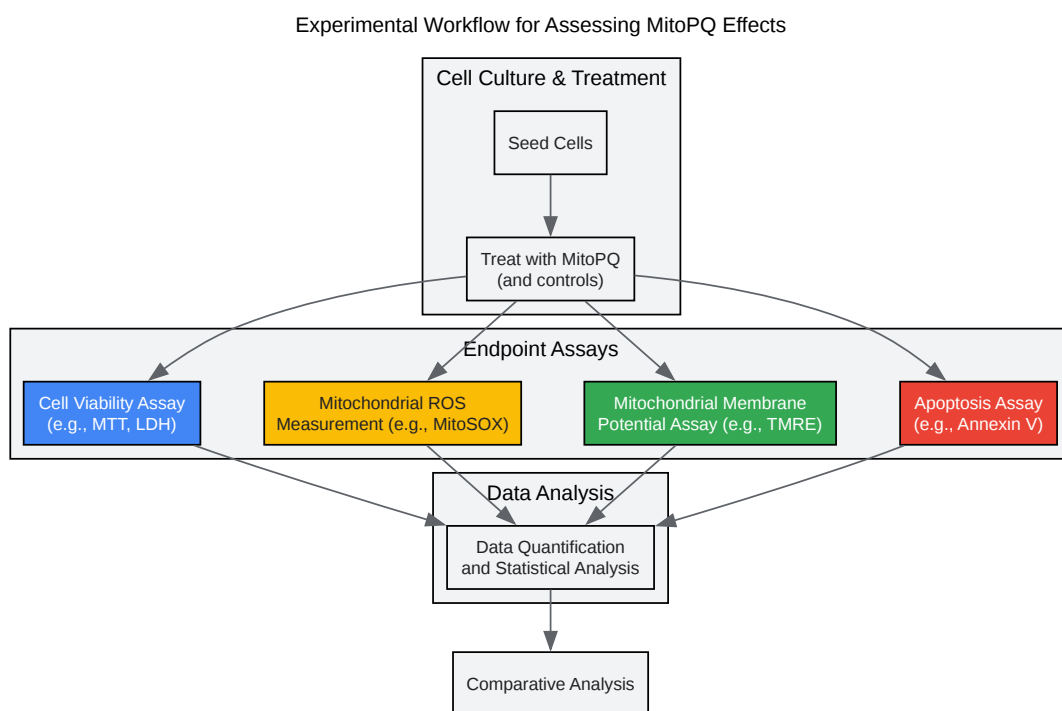 Experimental Workflow for Assessing MitoPQ Effects
Cell Culture & Treatment
Seed Cells
Treat with MitoPQ
(and controls)
Endpoint Assays
Cell Viability Assay
(e.g., MTT, LDH)
Mitochondrial ROS
Measurement (e.g., MitoSOX)
Mitochondrial Membrane
Potential Assay (e.g., TMRE)
Apoptosis Assay
(e.g., Annexin V)
Data Analysis
Data Quantification
and Statistical Analysis
Comparative Analysis